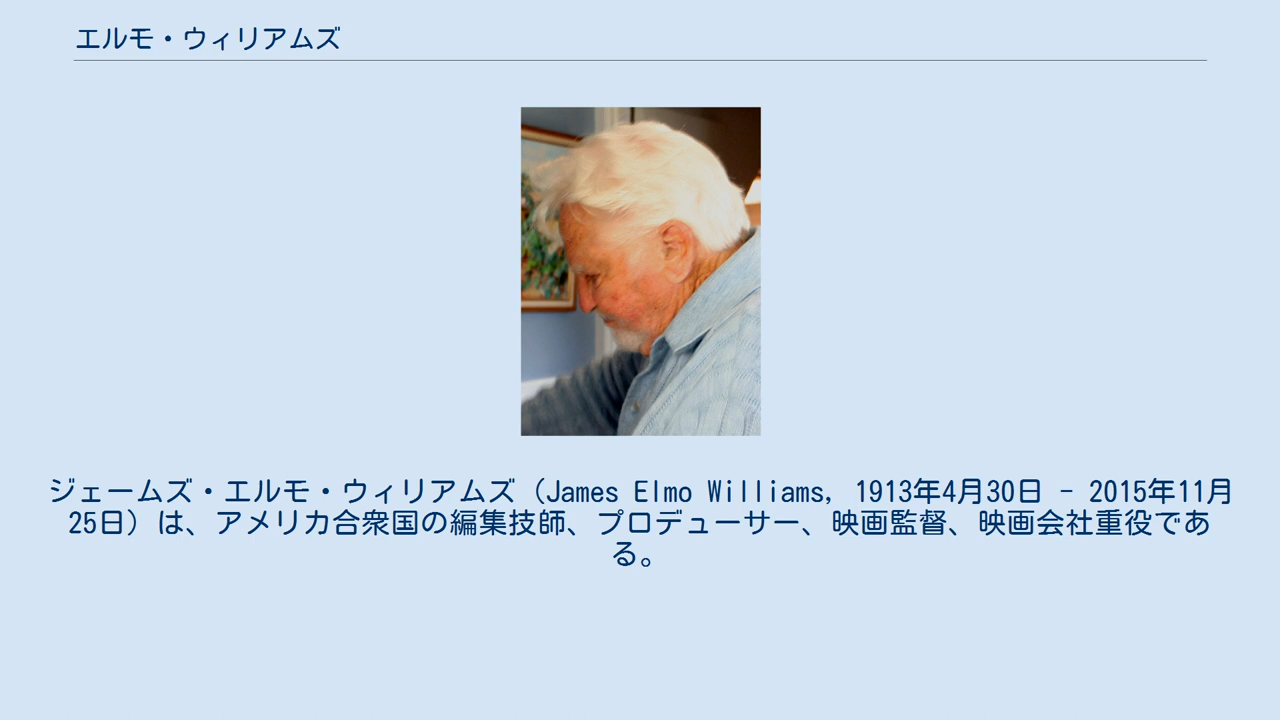 エルモ・ウィリアムズ
ジェームズ・エルモ・ウィリアムズ（James Elmo Williams, 1913年4月30日 - 2015年11月
25日）は、アメリカ合衆国の編集技師、プロデューサー、映画監督、映画会社重役であ
る。